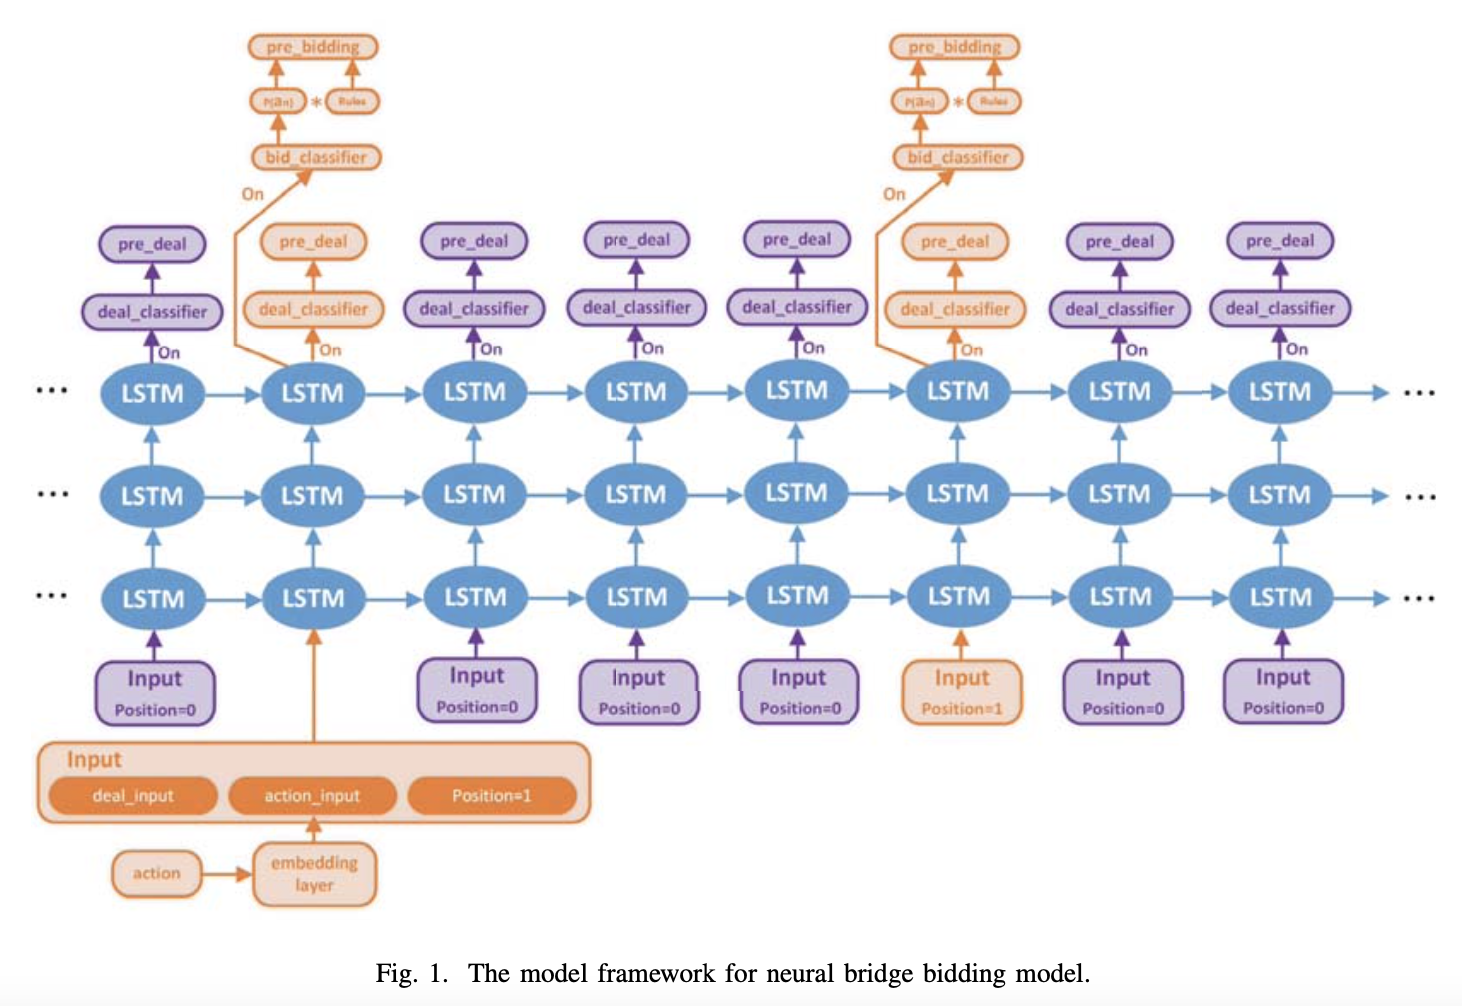 pre_bidding pre_bidding
P(an) * Rules P(an) * Rules
bid_classifier bid_classifier
On On
pre_deal pre_deal pre_deal pre_deal pre_deal pre_deal pre_deal pre_deal
deal_classifier deal_classifier deal_classifier deal_classifier deal_classifier deal_classifier deal_classifier deal_classifier
On On On On On On On On
... LSTM LSTM LSTM LSTM LSTM LSTM LSTM LSTM ...
... LSTM LSTM LSTM LSTM LSTM LSTM LSTM LSTM ...
... LSTM LSTM LSTM LSTM LSTM LSTM LSTM LSTM ...
Input Input Input Input Input Input Input
Position=0 Position=0 Position=0 Position=0 Position=1 Position=0 Position=0
Input
deal_input action_input Position=1
action embedding
layer
Fig. 1. The model framework for neural bridge bidding model.